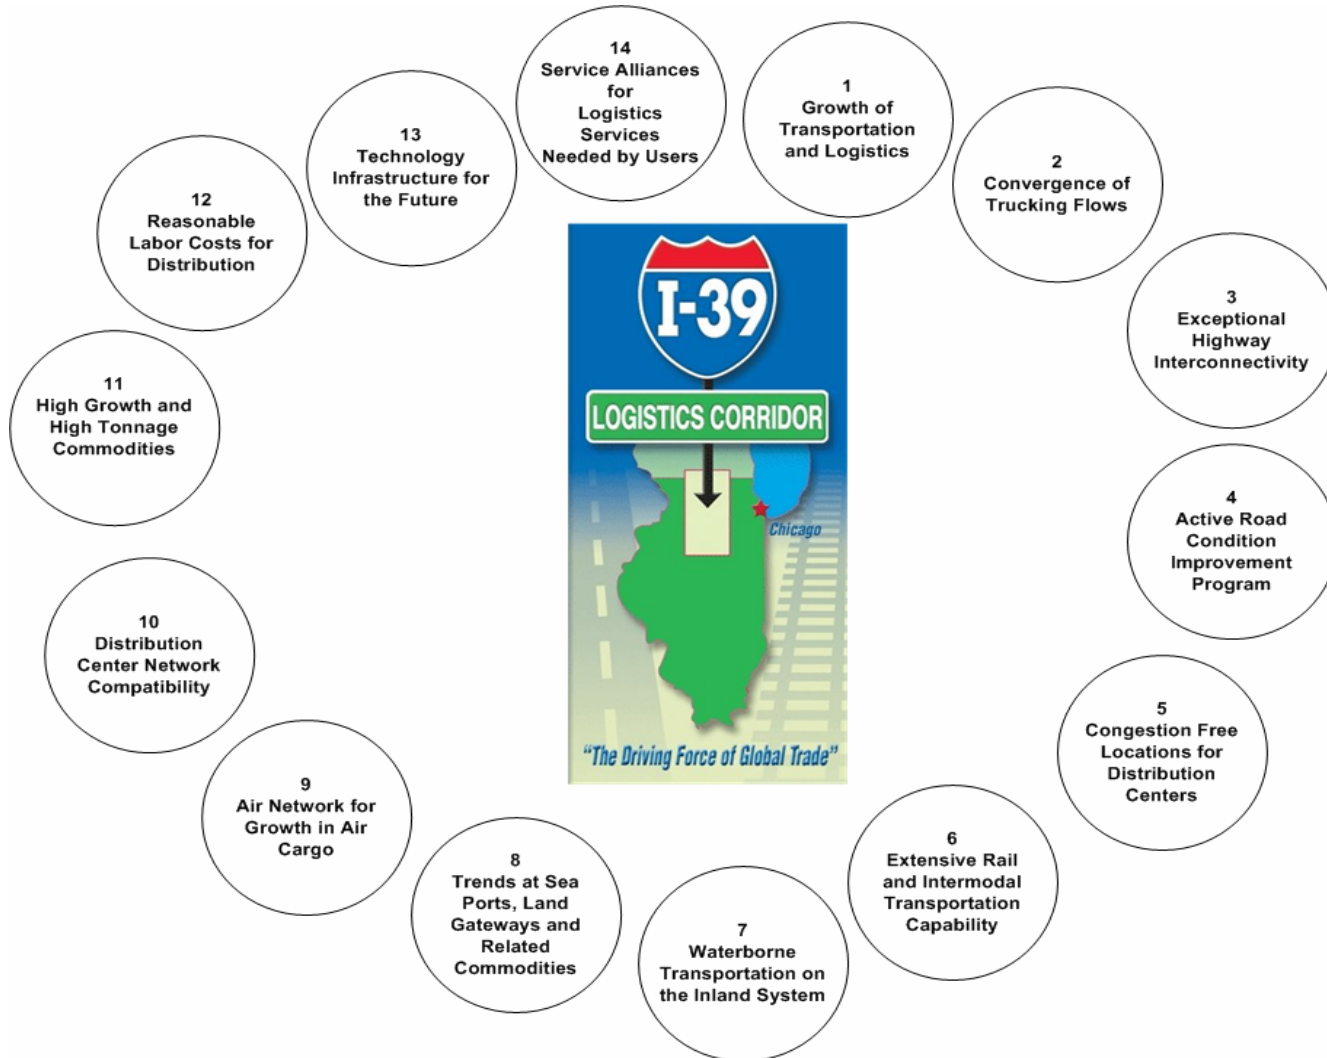 14
Service Alliances
for
Logistics
Services
Needed by Users
1
Growth of
Transportation
and Logistics
2
Convergence of
Trucking Flows
3
Exceptional
Highway
Interconnectivity
4
Active Road
Condition
Improvement
Program
5
Congestion Free
Locations for
Distribution
Centers
6
Extensive Rail
and Intermodal
Transportation
Capability
7
Waterborne
Transportation on
the Inland System
8
Trends at Sea
Ports, Land
Gateways and
Related
Commodities
9
Air Network for
Growth in Air
Cargo
10
Distribution
Center Network
Compatibility
11
High Growth and
High Tonnage
Commodities
12
Reasonable
Labor Costs for
Distribution
13
Technology
Infrastructure for
the Future
I-39
LOGISTICS CORRIDOR
Chicago
"The Driving Force of Global Trade"